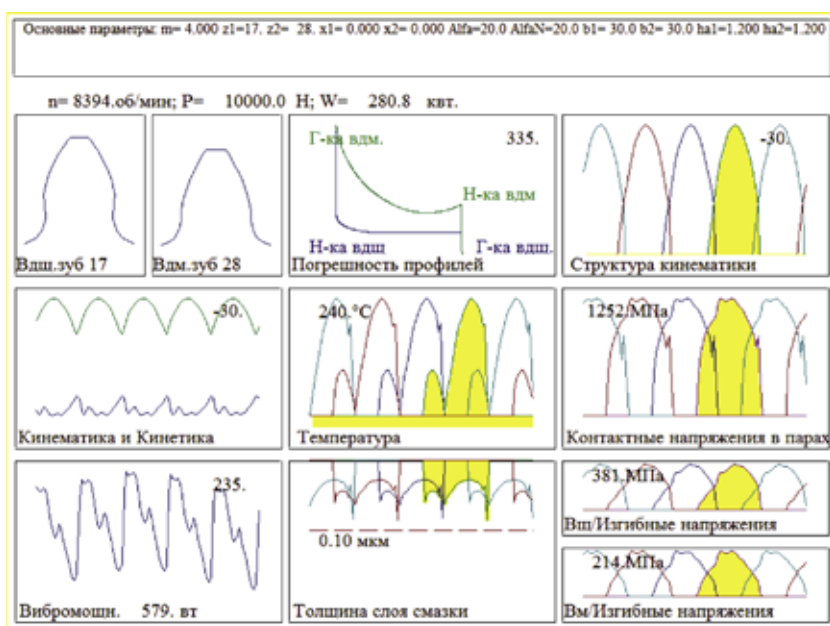 Основные параметры: m= 4.000 z1=17. z2= 28. x1= 0.000 x2= 0.000 Alfa=20.0 AlfaN=20.0 b1= 30.0 b2= 30.0 ha1=1.200 ha2=1.200
n= 8394.об/мин; P= 10000.0 Н; W= 280.8 квт.
Вдш.зуб 17
Вдм.зуб 28
Г-ка вдм.
335.
Н-ка вдм
Н-ка вдш
Г-ка вдш.
Погрешность профилей
-30.
Структура кинематики
-30.
Кинематика и Кинетика
240.°C
Температура
1252.МПа
Контактные напряжения в парах
235.
Вибромощн. 579. вт
0.10 мкм
Толщина слоя смазки
381.МПа
Вш/Изгибные напряжения
214.МПа
Вм/Изгибные напряжения